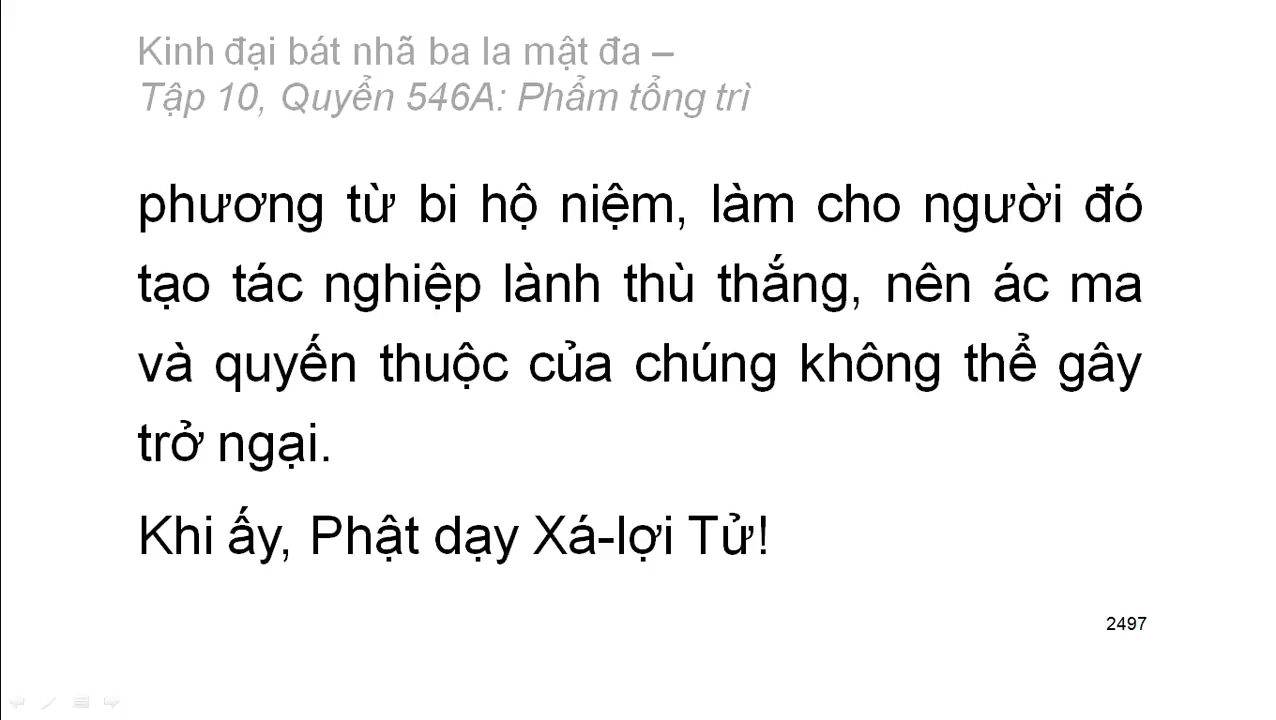 Kinh đại bát nhã ba la mật đa –
Tập 10, Quyển 546A: Phẩm tổng trì
phương từ bi hộ niệm, làm cho người đó
tạo tác nghiệp lành thù thắng, nên ác ma
và quyến thuộc của chúng không thể gây
trở ngại.
Khi ấy, Phật dạy Xá-lợi Tử!
2497